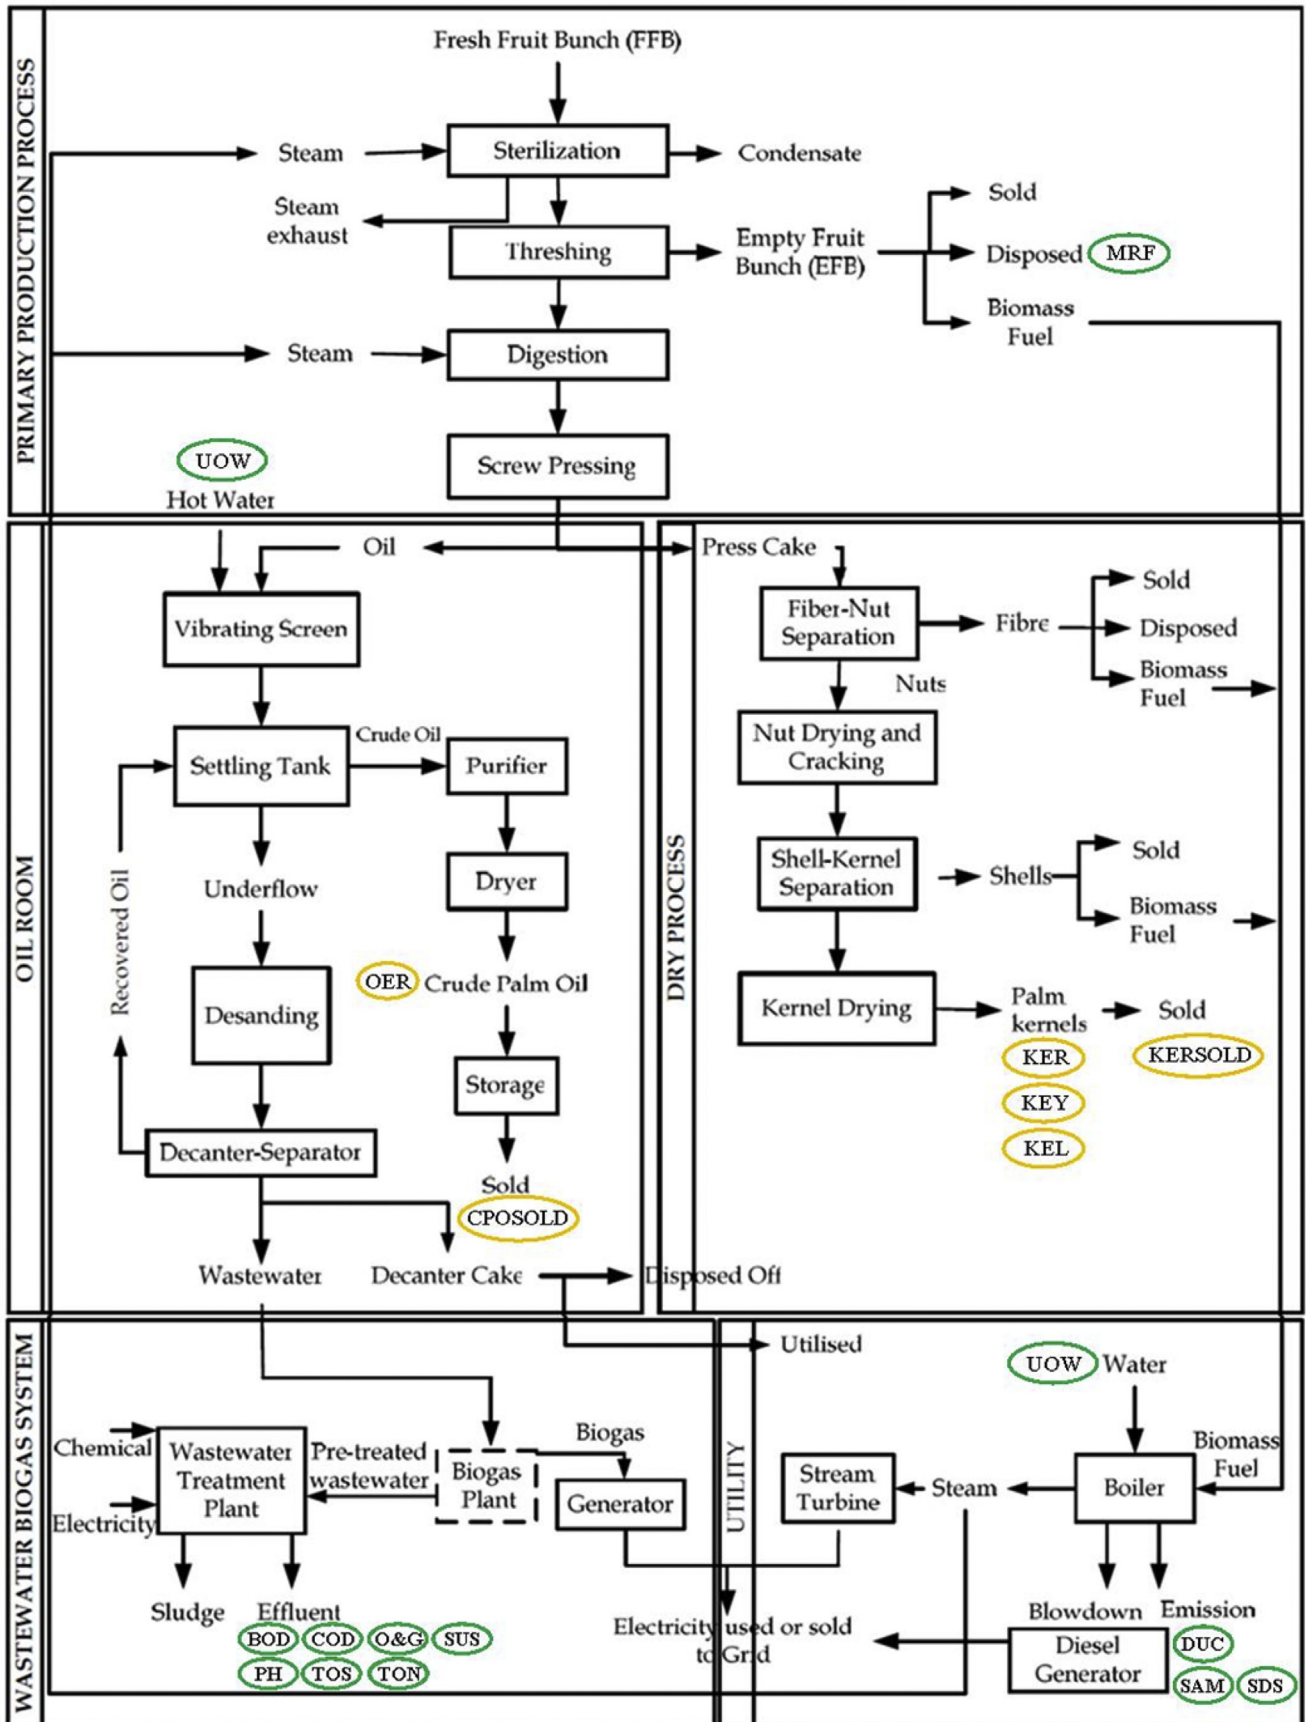 PRIMARY PRODUCTION PROCESS
Fresh Fruit Bunch (FFB)
Steam
Sterilization
Condensate
Steam
exhaust
Threshing
Empty Fruit
Bunch (EFB)
Sold
Disposed
MRF
Biomass
Fuel
Steam
Digestion
UOW
Hot Water
Screw Pressing
OIL ROOM
Oil
Vibrating Screen
Settling Tank
Crude Oil
Purifier
Dryer
Underflow
Recovered Oil
OER
Crude Palm Oil
Desanding
Storage
Decanter-Separator
Sold
CPOSOLD
Wastewater
Decanter Cake
Disposed Off
DRY PROCESS
Press Cake
Fiber-Nut
Separation
Fibre
Sold
Disposed
Biomass
Fuel
Nuts
Nut Drying and
Cracking
Shell-Kernel
Separation
Shells
Sold
Biomass
Fuel
Kernel Drying
Palm
kernels
Sold
KER
KERSOLD
KEY
KEL
WASTEWATER BIOGAS SYSTEM
Chemical
Electricity
Wastewater
Treatment
Plant
Pre-treated
wastewater
Biogas
Plant
Biogas
Generator
Sludge
Effluent
BOD
COD
O&G
SUS
PH
TOS
TON
UTILITY
Utilised
UOW
Water
Biomass
Fuel
Stream
Turbine
Steam
Boiler
Blowdown
Emission
Electricity used or sold
to Grid
Diesel
Generator
DUC
SAM
SDS